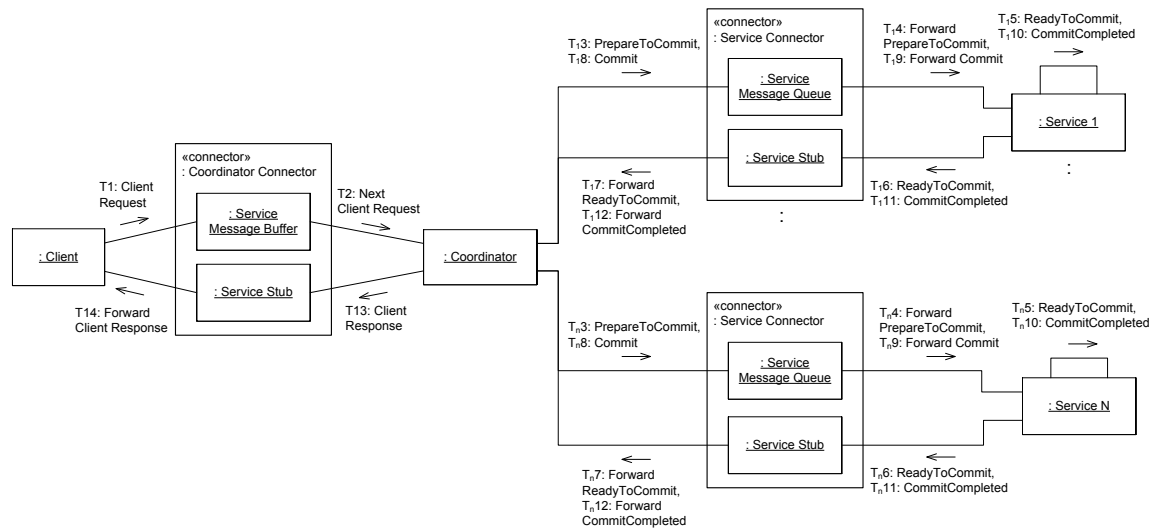 «connector»
: Service Connector
T₁3: PrepareToCommit,
T₁8: Commit
T₁4: Forward
PrepareToCommit,
T₁9: Forward Commit
T₁5: ReadyToCommit,
T₁10: CommitCompleted
: Service
Message Queue
: Service 1
: Service Stub
T₁7: Forward
ReadyToCommit,
T₁12: Forward
CommitCompleted
T₁6: ReadyToCommit,
T₁11: CommitCompleted
:
:
«connector»
: Coordinator Connector
T1: Client
Request
T2: Next
Client Request
: Service
Message Buffer
: Client
: Coordinator
: Service Stub
T14: Forward
Client Response
T13: Client
Response
«connector»
: Service Connector
Tₙ3: PrepareToCommit,
Tₙ8: Commit
Tₙ4: Forward
PrepareToCommit,
Tₙ9: Forward Commit
Tₙ5: ReadyToCommit,
Tₙ10: CommitCompleted
: Service
Message Queue
: Service N
: Service Stub
Tₙ7: Forward
ReadyToCommit,
Tₙ12: Forward
CommitCompleted
Tₙ6: ReadyToCommit,
Tₙ11: CommitCompleted